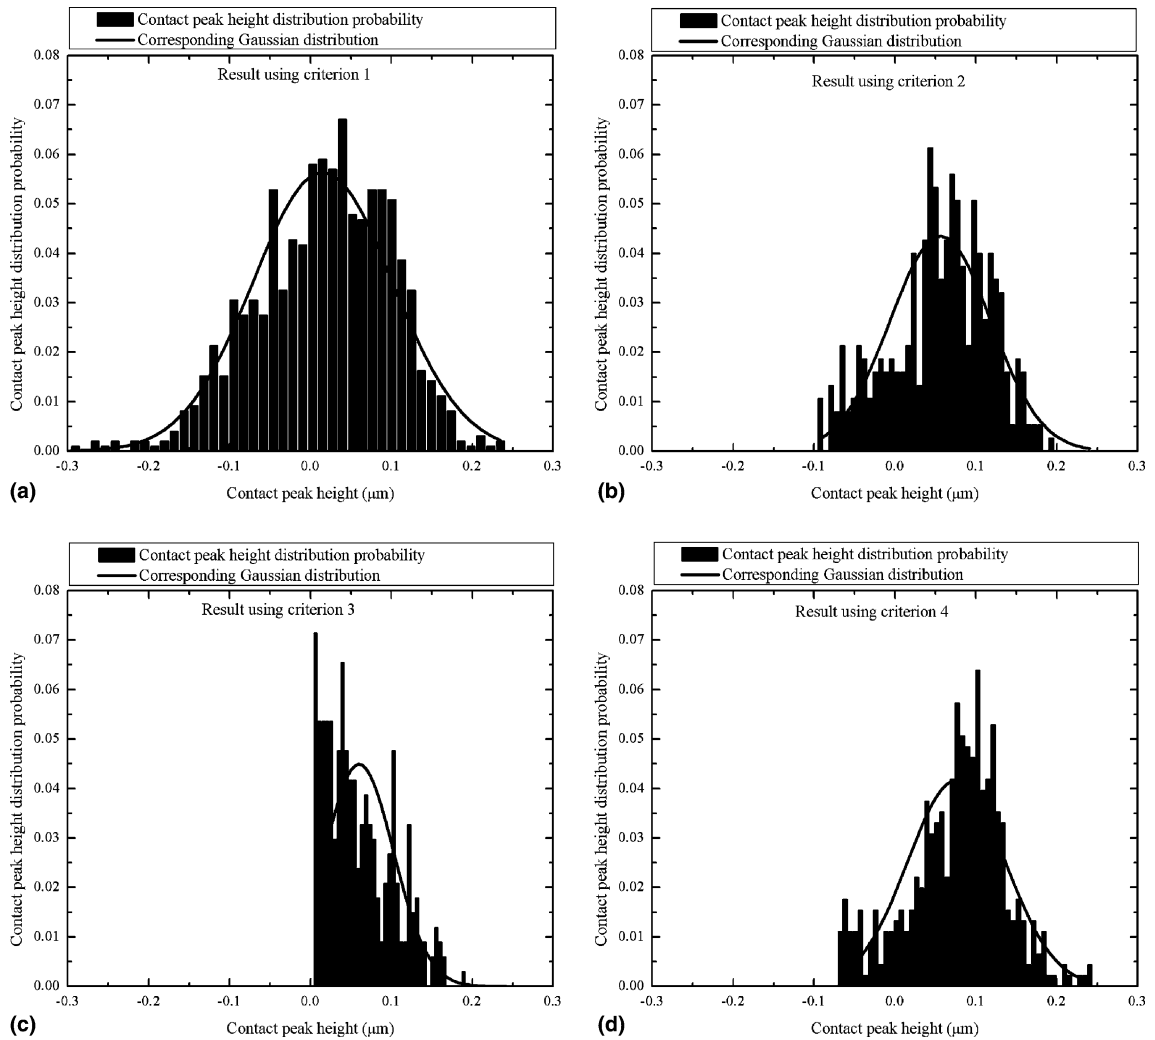 Contact peak height distribution probability
Corresponding Gaussian distribution
Result using criterion 1
Contact peak height distribution probability
0.08
0.07
0.06
0.05
0.04
0.03
0.02
0.01
0.00
-0.3 -0.2 -0.1 0.0 0.1 0.2 0.3
Contact peak height (μm)
(a)
Contact peak height distribution probability
Corresponding Gaussian distribution
Result using criterion 2
Contact peak height distribution probability
0.08
0.07
0.06
0.05
0.04
0.03
0.02
0.01
0.00
-0.3 -0.2 -0.1 0.0 0.1 0.2 0.3
Contact peak height (μm)
(b)
Contact peak height distribution probability
Corresponding Gaussian distribution
Result using criterion 3
Contact peak height distribution probability
0.08
0.07
0.06
0.05
0.04
0.03
0.02
0.01
0.00
-0.3 -0.2 -0.1 0.0 0.1 0.2 0.3
Contact peak height (μm)
(c)
Contact peak height distribution probability
Corresponding Gaussian distribution
Result using criterion 4
Contact peak height distribution probability
0.08
0.07
0.06
0.05
0.04
0.03
0.02
0.01
0.00
-0.3 -0.2 -0.1 0.0 0.1 0.2 0.3
Contact peak height (μm)
(d)